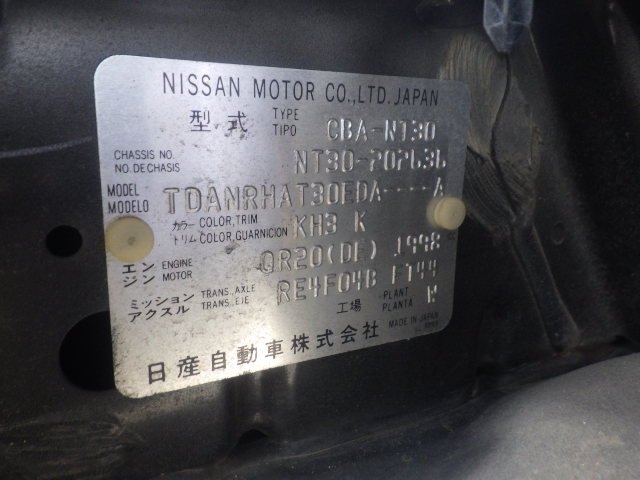 NISSAN MOTOR CO.,LTD. JAPAN
型式 TYPE TIPO CBA-NT30
CHASSIS NO. NO.DE CHASIS NT30-202636
MODEL MODELO TDANRHAT30EDA----A
カラー COLOR,TRIM トリム COLOR,GUARNICION KH3 K
エンジン ENGINE MOTOR QR20(DE) 1998 cc
ミッション アクスル TRANS.,AXLE TRANS.,EJE RE4F04B FT44
工場 PLANT PLANTA W
日産自動車株式会社 MADE IN JAPAN